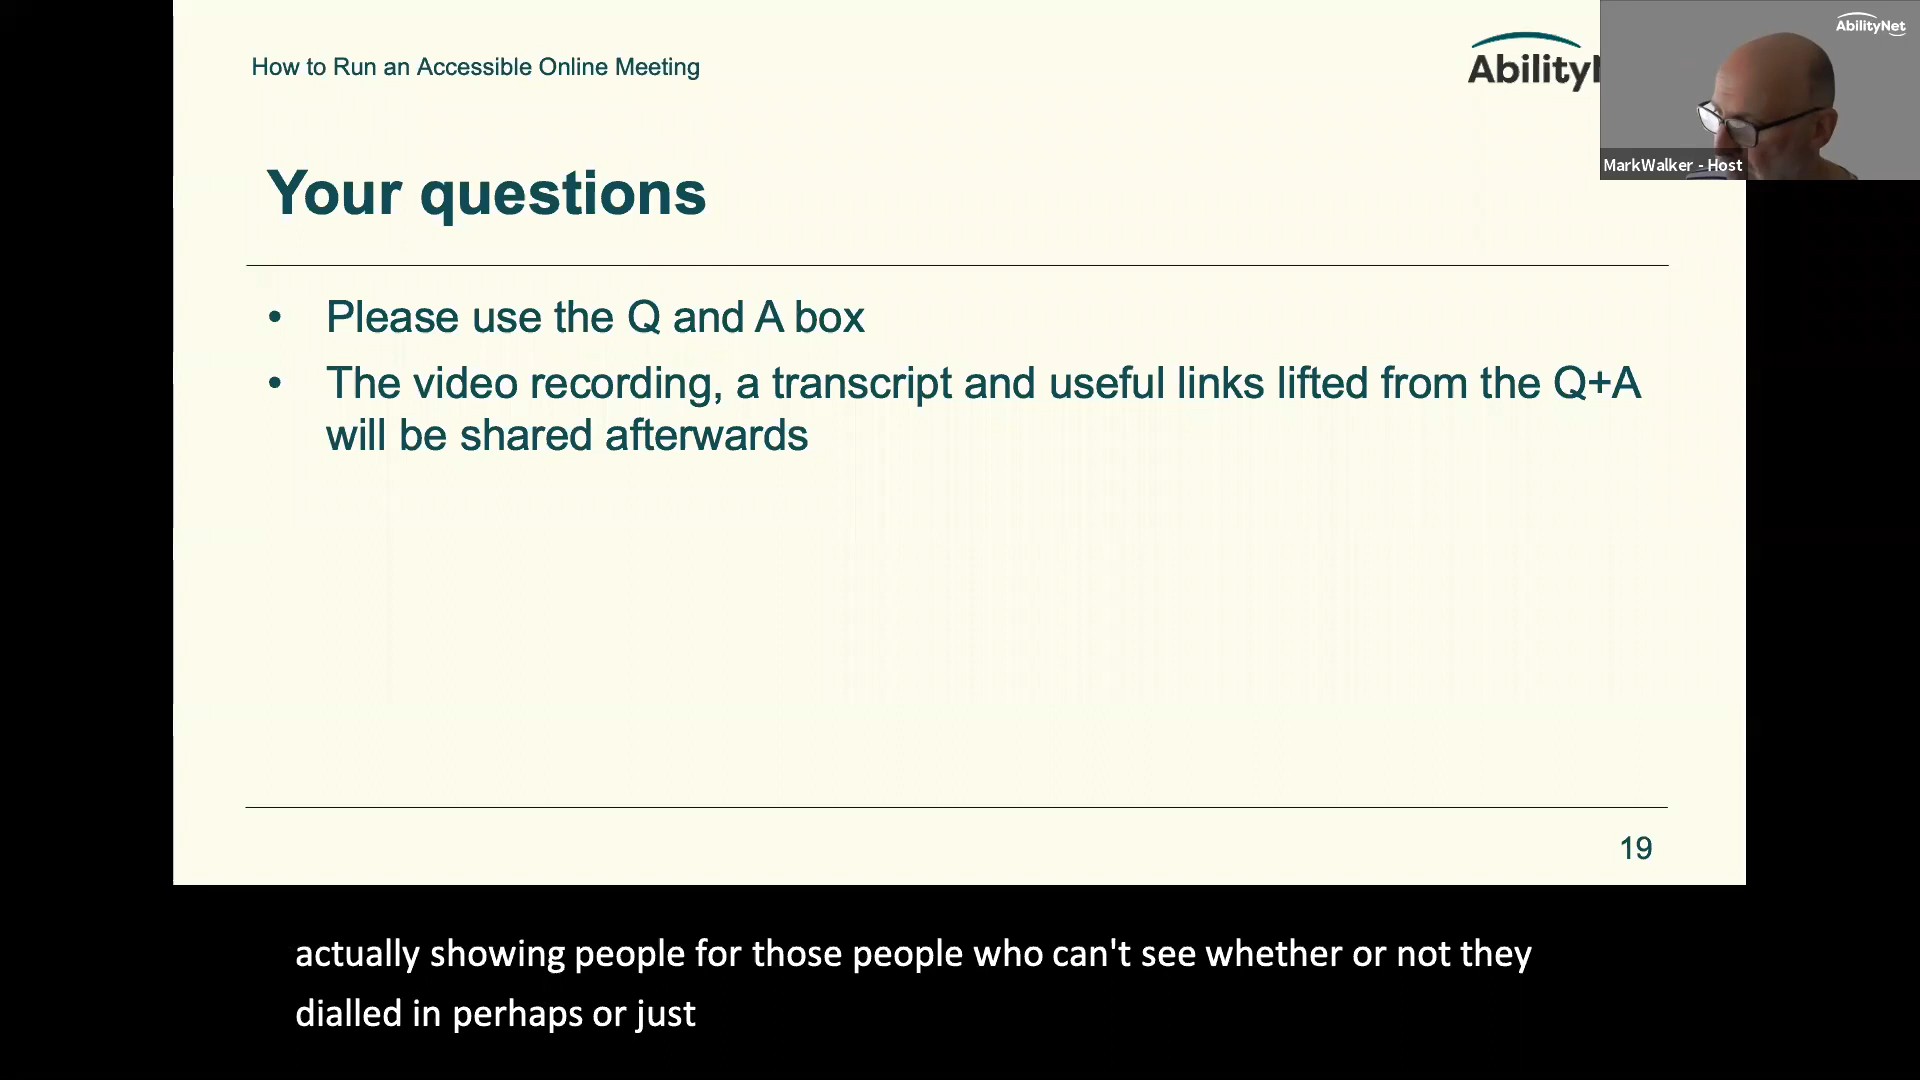 How to Run an Accessible Online Meeting
AbilityN
AbilityNet
MarkWalker - Host
Your questions
• Please use the Q and A box
• The video recording, a transcript and useful links lifted from the Q+A
will be shared afterwards
19
actually showing people for those people who can't see whether or not they
dialled in perhaps or just